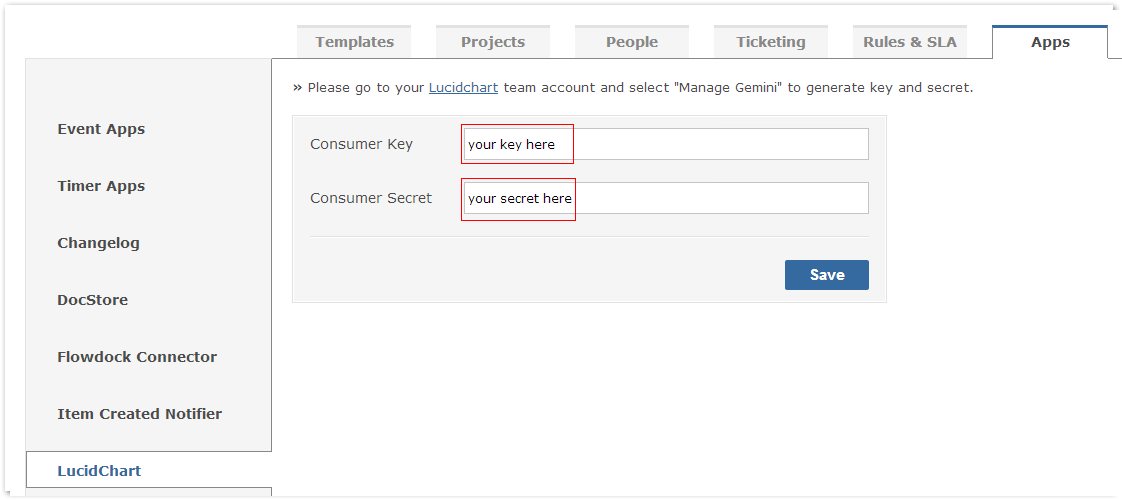 Templates
Projects
People
Ticketing
Rules & SLA
Apps
Event Apps
Timer Apps
Changelog
DocStore
Flowdock Connector
Item Created Notifier
LucidChart
» Please go to your Lucidchart team account and select "Manage Gemini" to generate key and secret.
Consumer Key
your key here
Consumer Secret
your secret here
Save